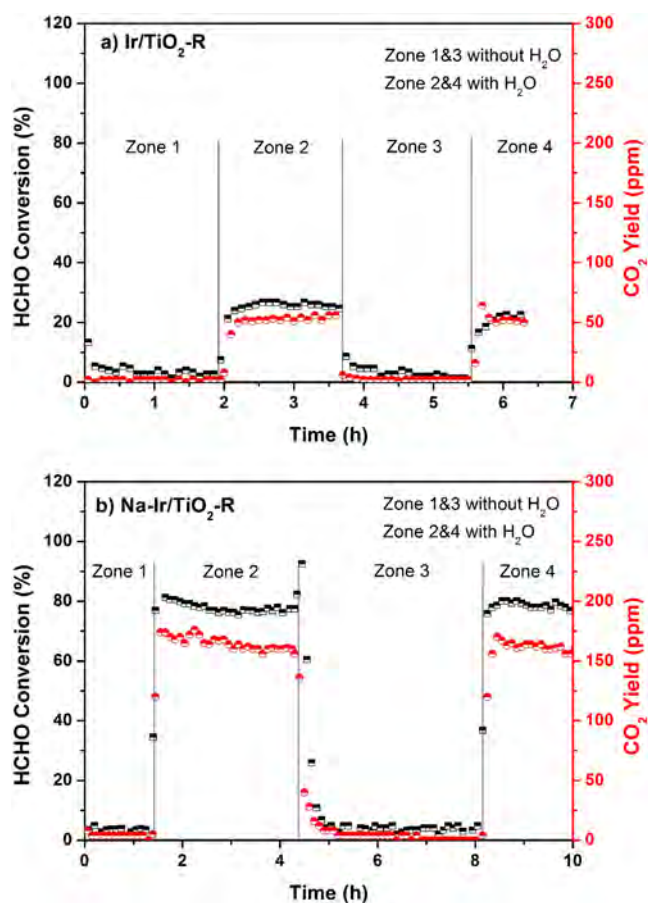 a) Ir/TiO₂-R
Zone 1&3 without H₂O
Zone 2&4 with H₂O
Zone 1
Zone 2
Zone 3
Zone 4
HCHO Conversion (%)
120
100
80
60
40
20
0
CO₂ Yield (ppm)
300
250
200
150
100
50
0
0 1 2 3 4 5 6 7
Time (h)
b) Na-Ir/TiO₂-R
Zone 1&3 without H₂O
Zone 2&4 with H₂O
Zone 1
Zone 2
Zone 3
Zone 4
HCHO Conversion (%)
120
100
80
60
40
20
0
CO₂ Yield (ppm)
300
250
200
150
100
50
0
0 2 4 6 8 10
Time (h)